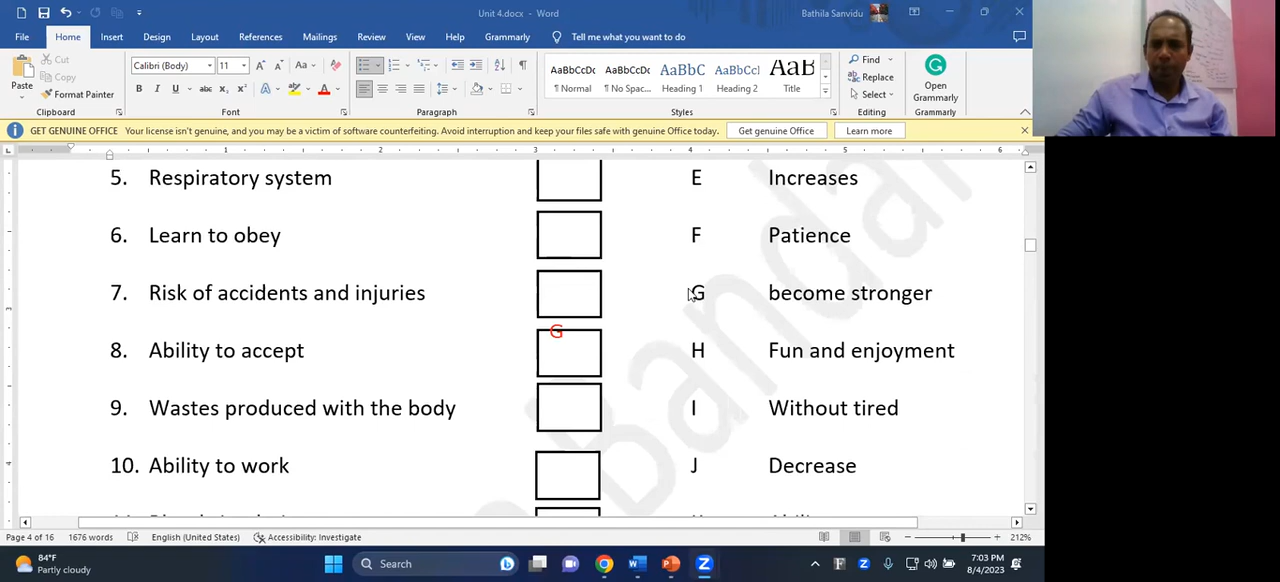 Unit 4.docx - Word
Bathila Sanvidu
File Home Insert Design Layout References Mailings Review View Help Grammarly Tell me what you want to do
Paste
Cut
Copy
Format Painter
Clipboard
Calibri (Body) 11
Font
Paragraph
AaBbCcDc AaBbCcDc AaBbC AaBbCcl AaB
¶ Normal ¶ No Spac... Heading 1 Heading 2 Title
Styles
Find
Replace
Select
Editing
Open
Grammarly
Grammarly
GET GENUINE OFFICE Your license isn't genuine, and you may be a victim of software counterfeiting. Avoid interruption and keep your files safe with genuine Office today. Get genuine Office Learn more
1 2 3 4 5 6
5. Respiratory system E Increases
6. Learn to obey F Patience
7. Risk of accidents and injuries G become stronger
G
8. Ability to accept H Fun and enjoyment
9. Wastes produced with the body I Without tired
10. Ability to work J Decrease
Bandar
Page 4 of 16 1676 words English (United States) Accessibility: Investigate 212%
84°F
Partly cloudy
Search
7:03 PM
8/4/2023